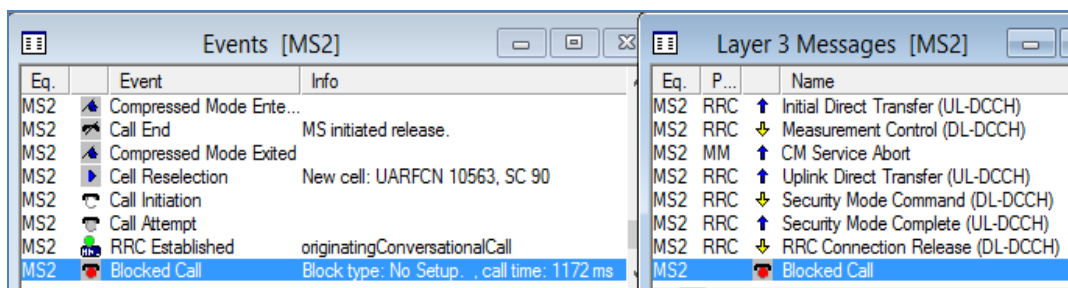 Events [MS2]
Eq. Event Info
MS2 Compressed Mode Ente...
MS2 Call End MS initiated release.
MS2 Compressed Mode Exited
MS2 Cell Reselection New cell: UARFCN 10563, SC 90
MS2 Call Initiation
MS2 Call Attempt
MS2 RRC Established originatingConversationalCall
MS2 Blocked Call Block type: No Setup. , call time: 1172 ms
Layer 3 Messages [MS2]
Eq. P... Name
MS2 RRC Initial Direct Transfer (UL-DCCH)
MS2 RRC Measurement Control (DL-DCCH)
MS2 MM CM Service Abort
MS2 RRC Uplink Direct Transfer (UL-DCCH)
MS2 RRC Security Mode Command (DL-DCCH)
MS2 RRC Security Mode Complete (UL-DCCH)
MS2 RRC RRC Connection Release (DL-DCCH)
MS2 Blocked Call